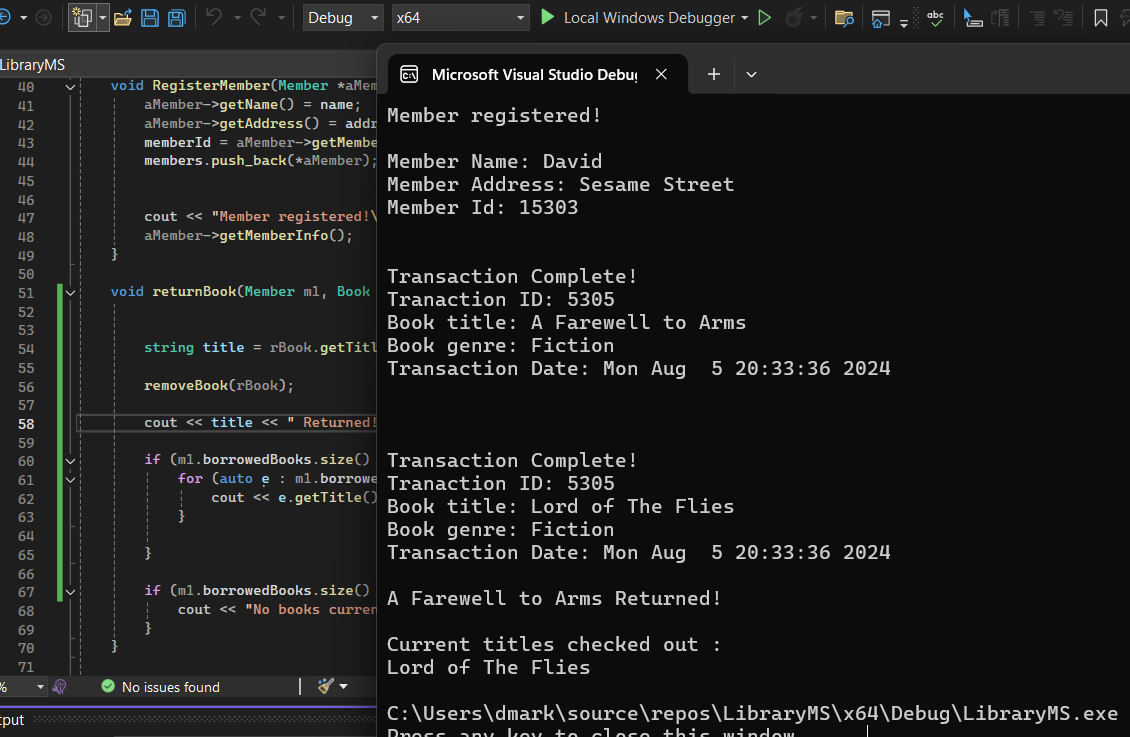 Debug x64 Local Windows Debugger
LibraryMS
40 void RegisterMember(Member *aMem
41 aMember->getName() = name;
42 aMember->getAddress() = addr
43 memberId = aMember->getMembe
44 members.push_back(*aMember);
45
46
47 cout << "Member registered!\
48 aMember->getMemberInfo();
49 }
50
51 void returnBook(Member m1, Book
52
53
54 string title = rBook.getTitl
55
56 removeBook(rBook);
57
58 cout << title << " Returned!
59
60 if (m1.borrowedBooks.size()
61 for (auto e : m1.borrowe
62 cout << e.getTitle()
63 }
64
65 }
66
67 if (m1.borrowedBooks.size()
68 cout << "No books curren
69 }
70 }
71
% No issues found
tput
Microsoft Visual Studio Debug
Member registered!
Member Name: David
Member Address: Sesame Street
Member Id: 15303
Transaction Complete!
Tranaction ID: 5305
Book title: A Farewell to Arms
Book genre: Fiction
Transaction Date: Mon Aug  5 20:33:36 2024
Transaction Complete!
Tranaction ID: 5305
Book title: Lord of The Flies
Book genre: Fiction
Transaction Date: Mon Aug  5 20:33:36 2024
A Farewell to Arms Returned!
Current titles checked out :
Lord of The Flies
C:\Users\dmark\source\repos\LibraryMS\x64\Debug\LibraryMS.exe
Press any key to close this window